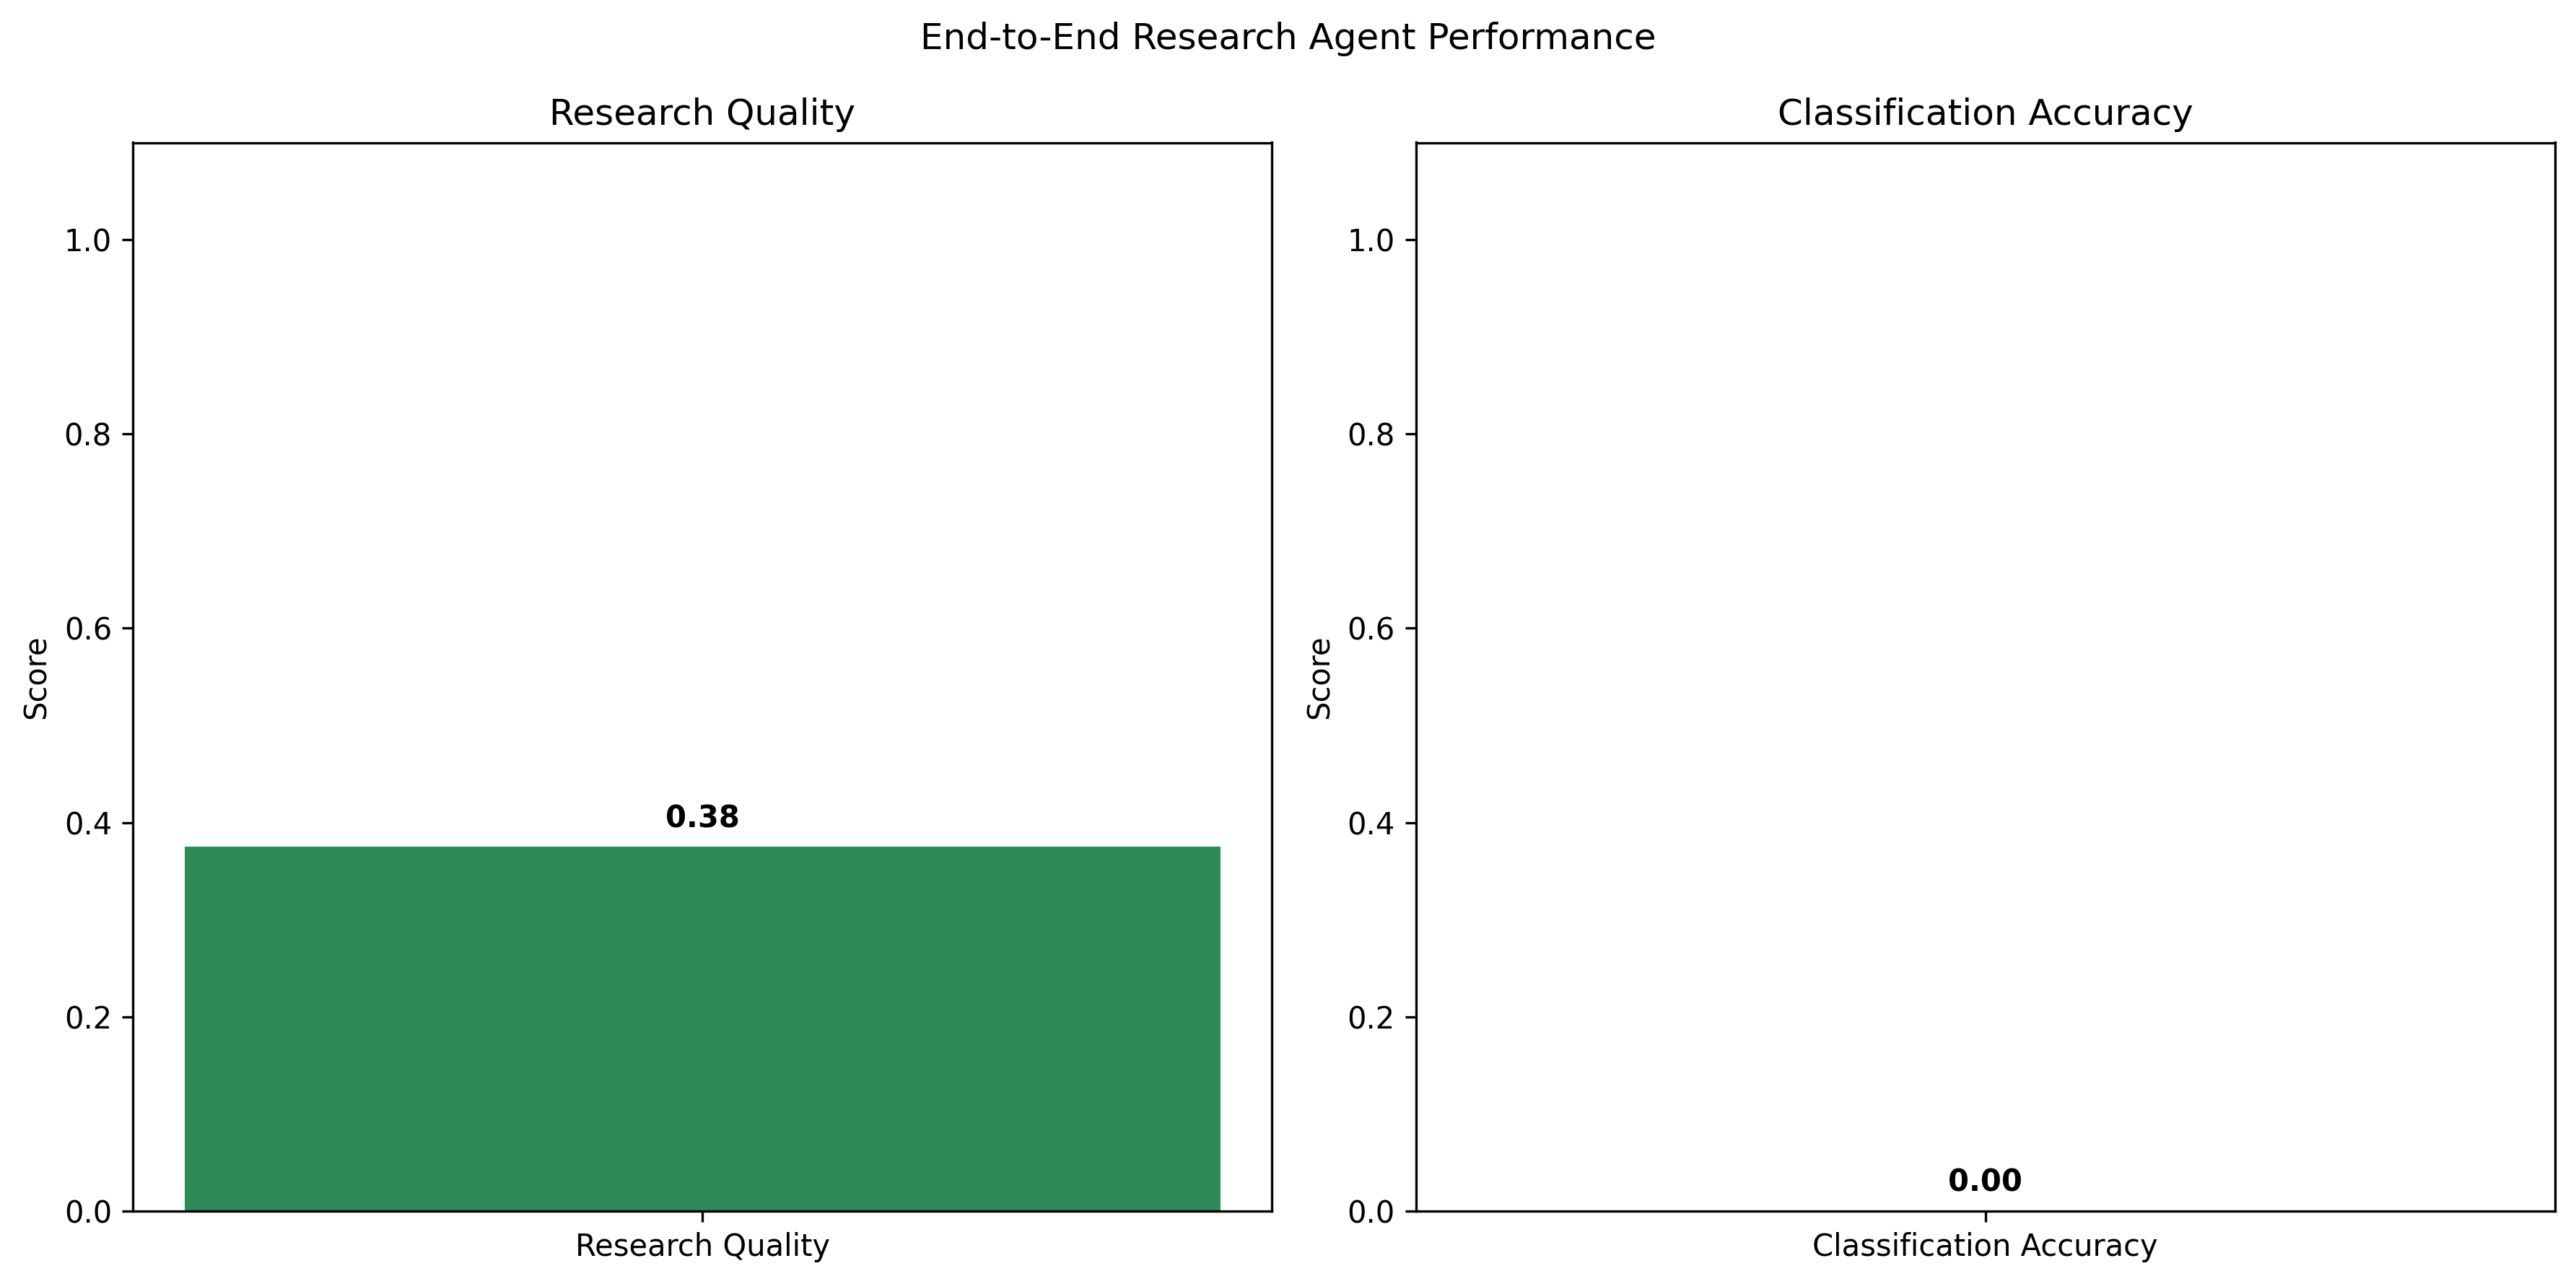 End-to-End Research Agent Performance
Research Quality
1.0
0.8
0.6
0.4
0.2
0.0
Score
0.38
Research Quality
Classification Accuracy
1.0
0.8
0.6
0.4
0.2
0.0
Score
0.00
Classification Accuracy